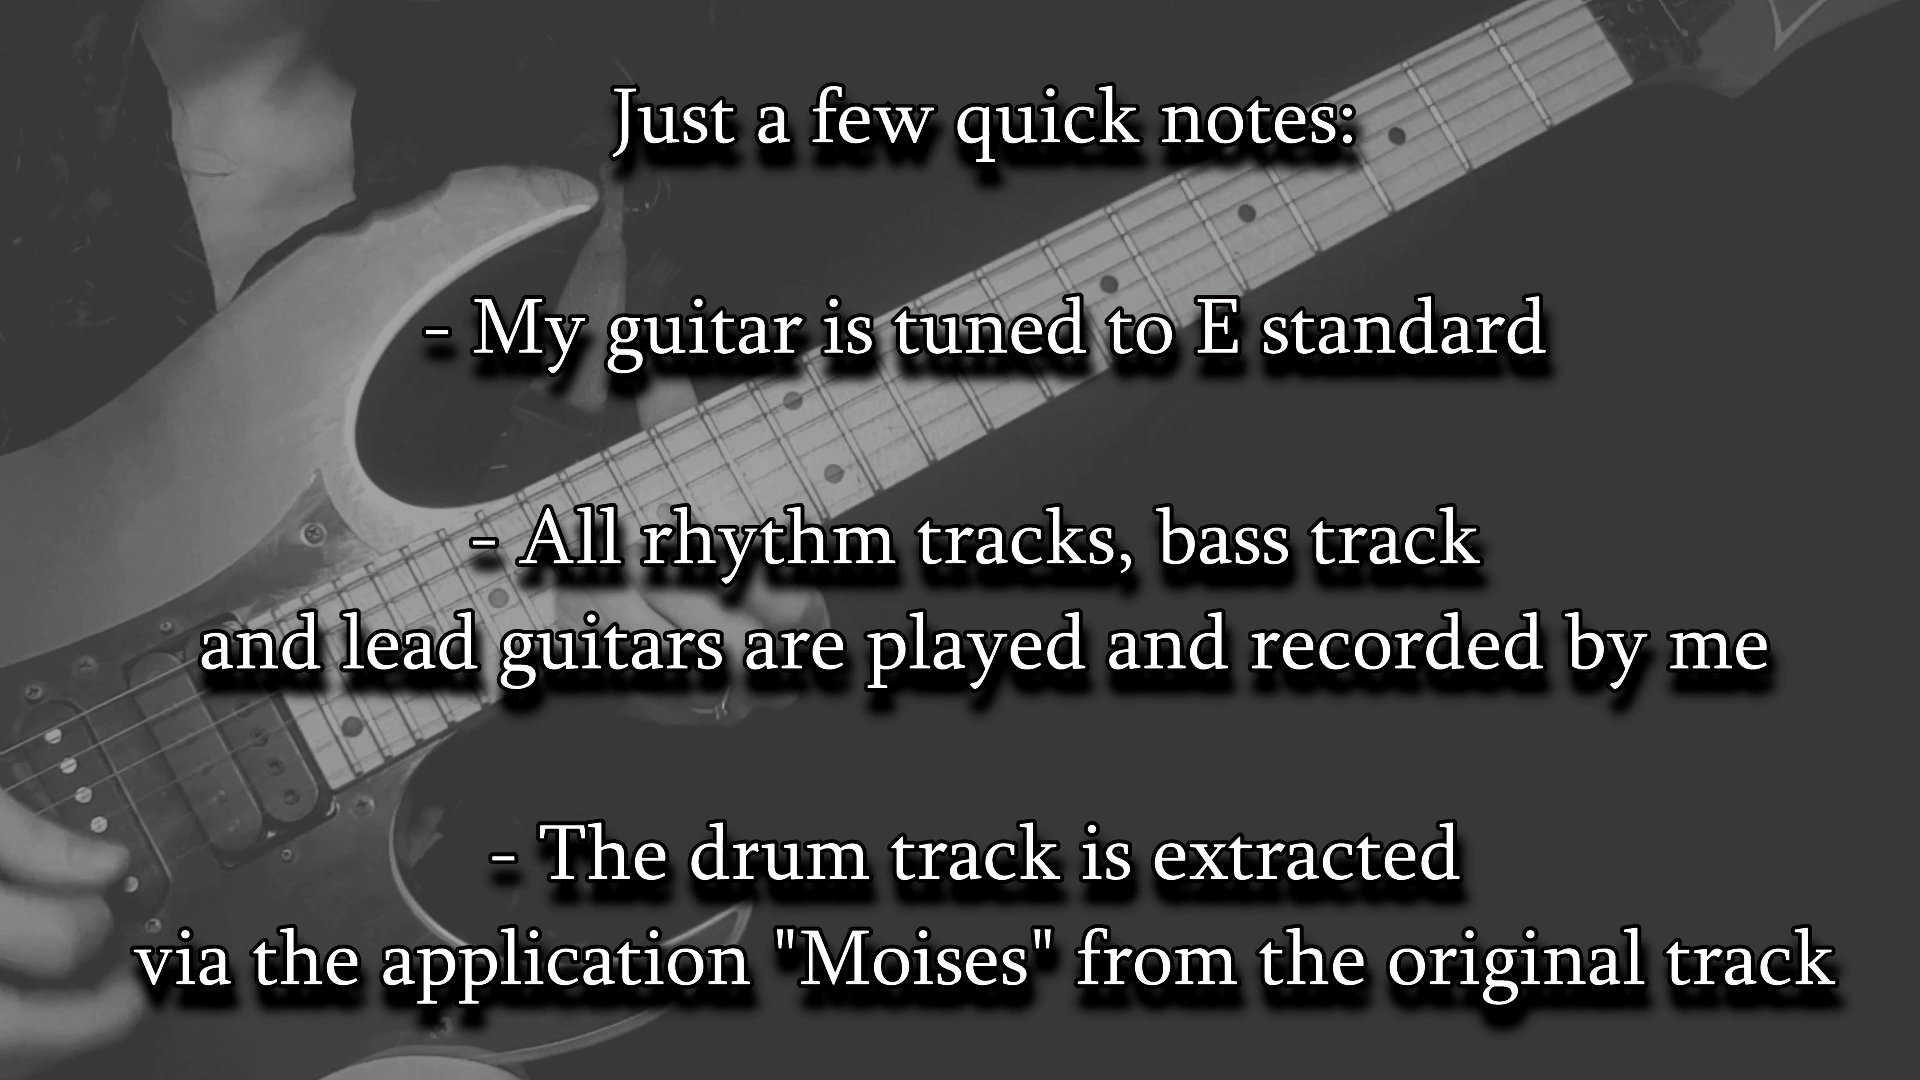 Just a few quick notes:
- My guitar is tuned to E standard
- All rhythm tracks, bass track
and lead guitars are played and recorded by me
- The drum track is extracted
via the application "Moises" from the original track